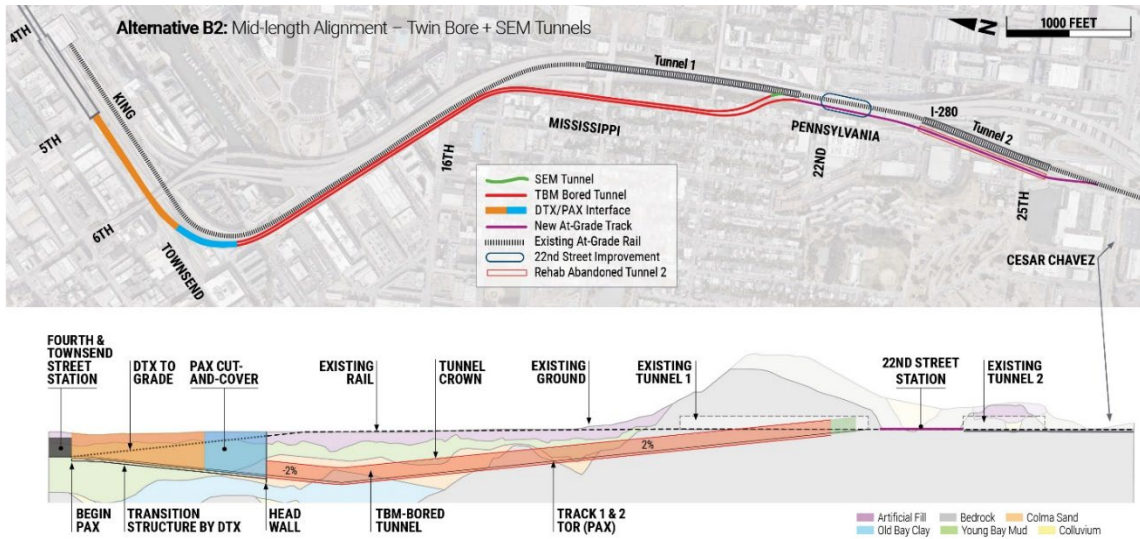 Alternative B2: Mid-length Alignment – Twin Bore + SEM Tunnels
N
1000 FEET
4TH
KING
5TH
6TH
TOWNSEND
16TH
Tunnel 1
MISSISSIPPI
PENNSYLVANIA
22ND
I-280
Tunnel 2
25TH
CESAR CHAVEZ
SEM Tunnel
TBM Bored Tunnel
DTX/PAX Interface
New At-Grade Track
Existing At-Grade Rail
22nd Street Improvement
Rehab Abandoned Tunnel 2
FOURTH &
TOWNSEND
STREET
STATION
DTX TO
GRADE
PAX CUT-
AND-COVER
EXISTING
RAIL
TUNNEL
CROWN
EXISTING
GROUND
EXISTING
TUNNEL 1
22ND STREET
STATION
EXISTING
TUNNEL 2
-2%
2%
BEGIN
PAX
TRANSITION
STRUCTURE BY DTX
HEAD
WALL
TBM-BORED
TUNNEL
TRACK 1 & 2
TOR (PAX)
Artificial Fill
Bedrock
Colma Sand
Old Bay Clay
Young Bay Mud
Colluvium